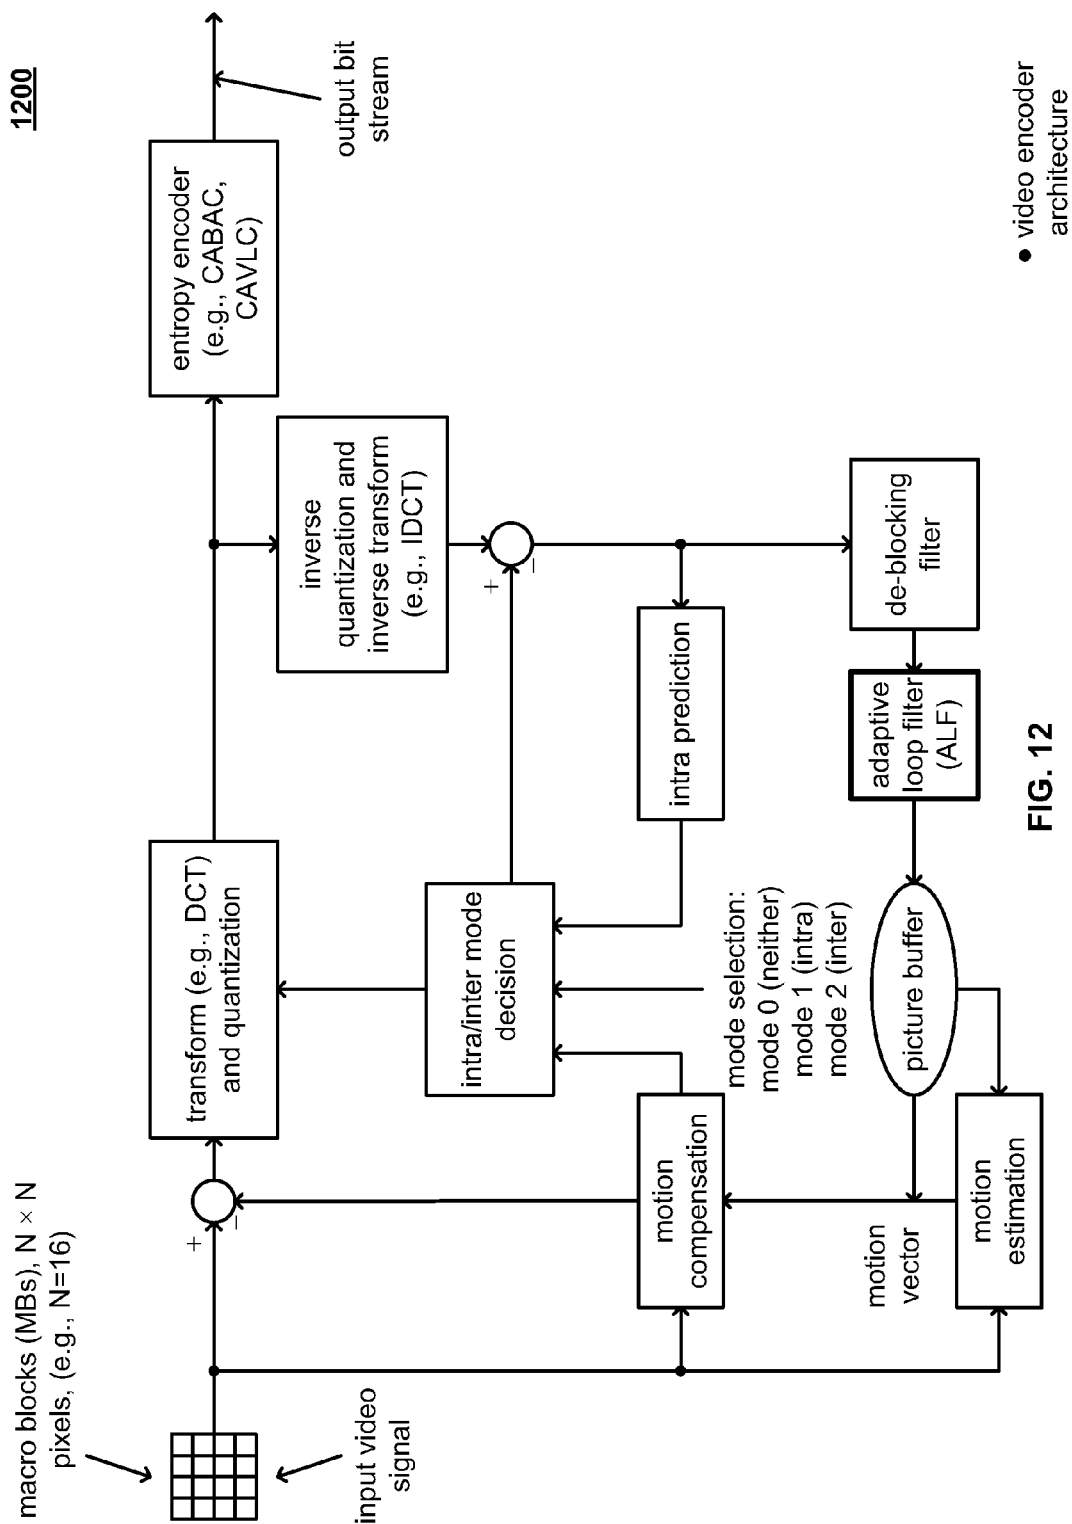 1200
macro blocks (MBs), N × N
pixels, (e.g., N=16)
input video
signal
+
−
transform (e.g., DCT)
and quantization
entropy encoder
(e.g., CABAC,
CAVLC)
output bit
stream
inverse
quantization and
inverse transform
(e.g., IDCT)
+
−
intra/inter mode
decision
motion
compensation
intra prediction
mode selection:
mode 0 (neither)
mode 1 (intra)
mode 2 (inter)
motion
vector
motion
estimation
picture buffer
adaptive
loop filter
(ALF)
de-blocking
filter
FIG. 12
• video encoder
architecture